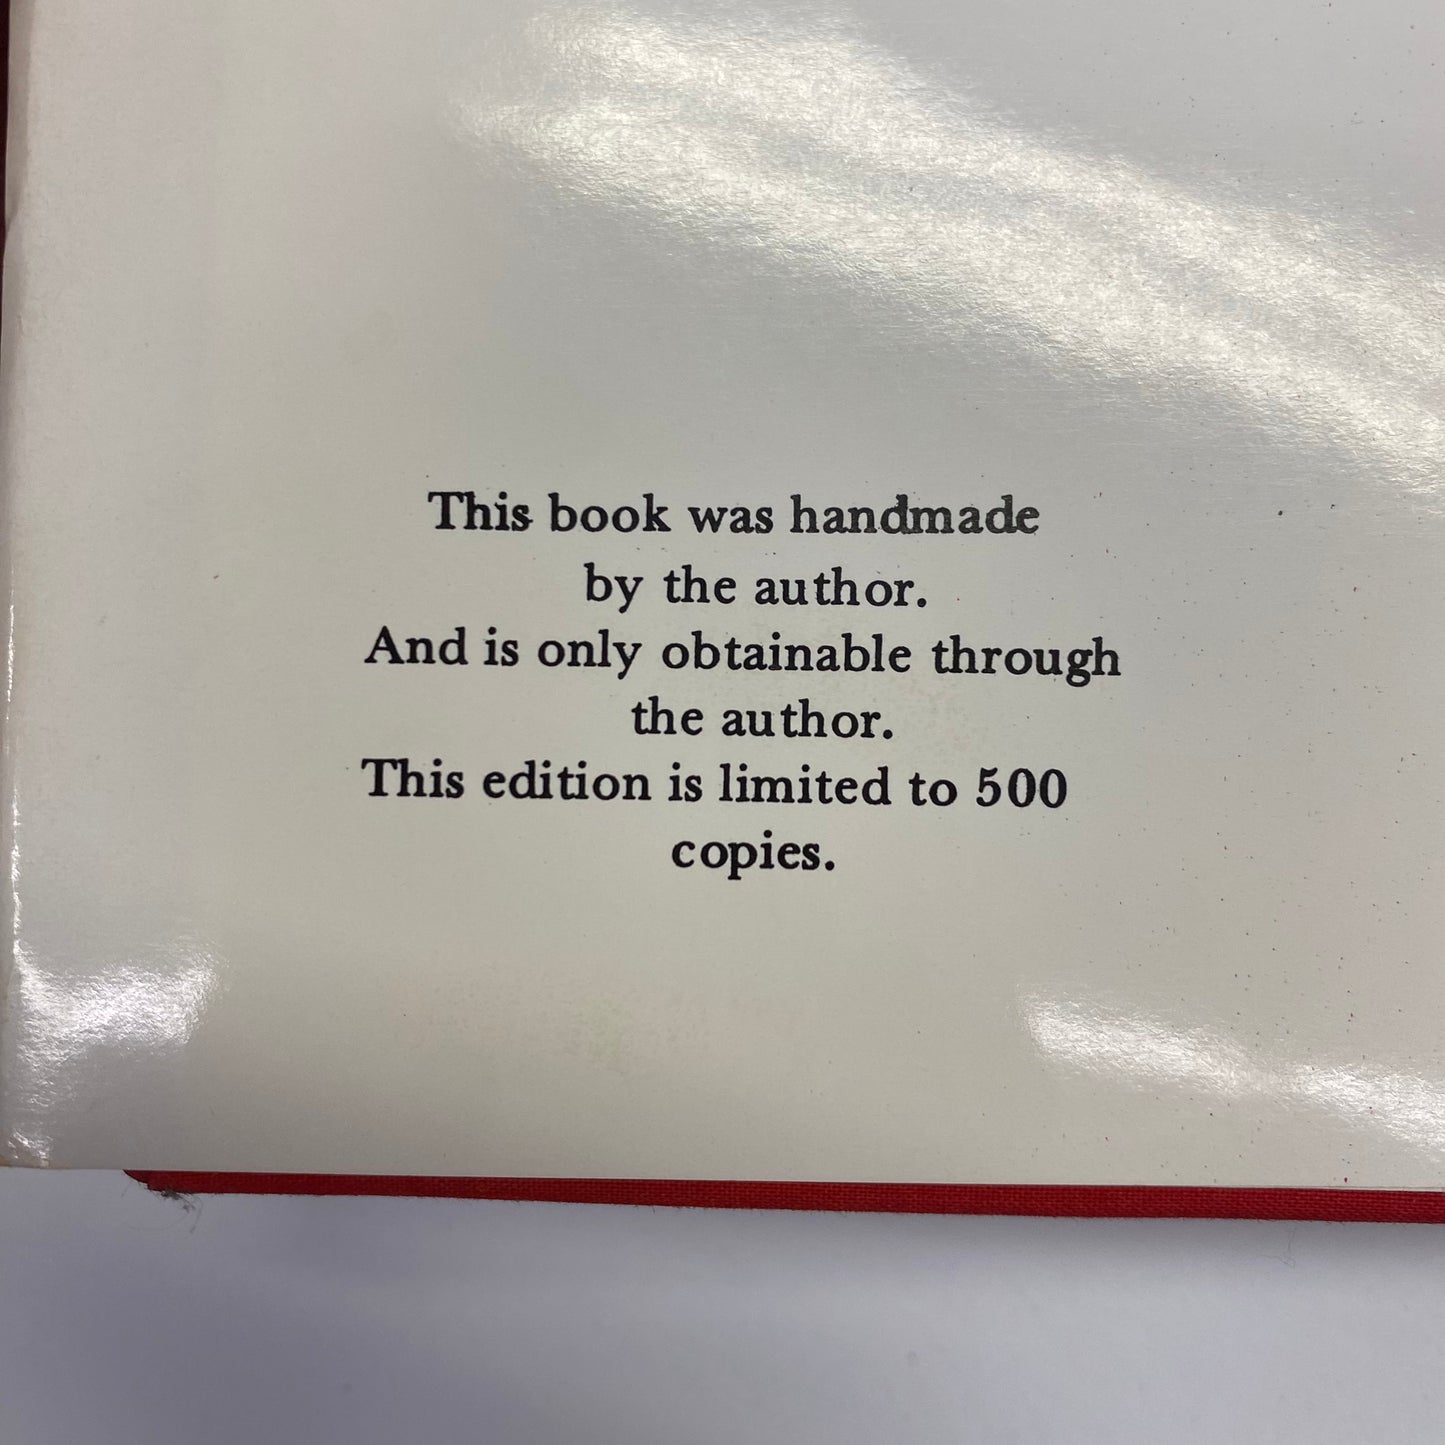 This book was handmade
by the author.
And is only obtainable through
the author.
This edition is limited to 500
copies.